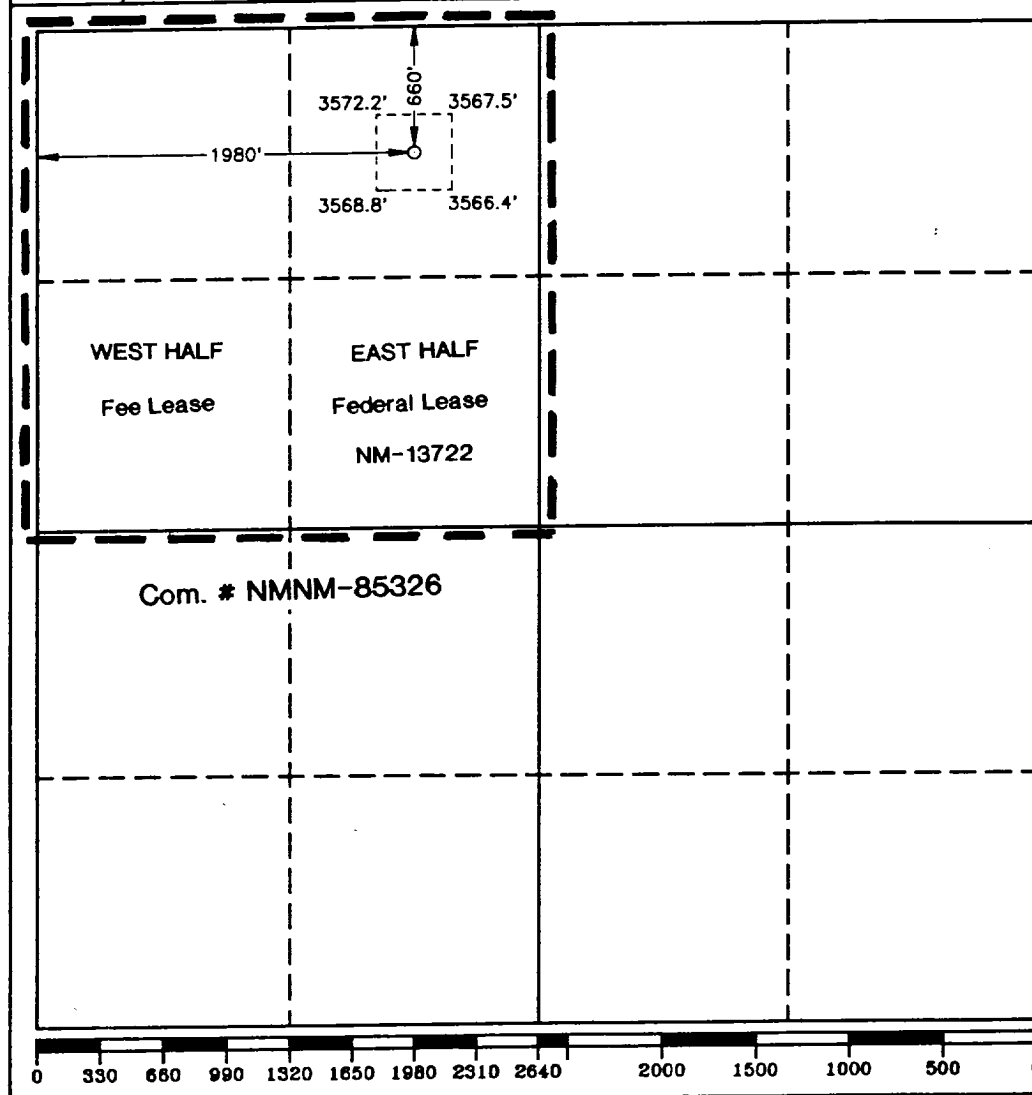 660'
3572.2' 3567.5'
1980'
3568.8' 3566.4'
WEST HALF EAST HALF
Fee Lease Federal Lease
NM-13722
Com. # NMNM-85326
0 330 660 990 1320 1650 1980 2310 2640 2000 1500 1000 500